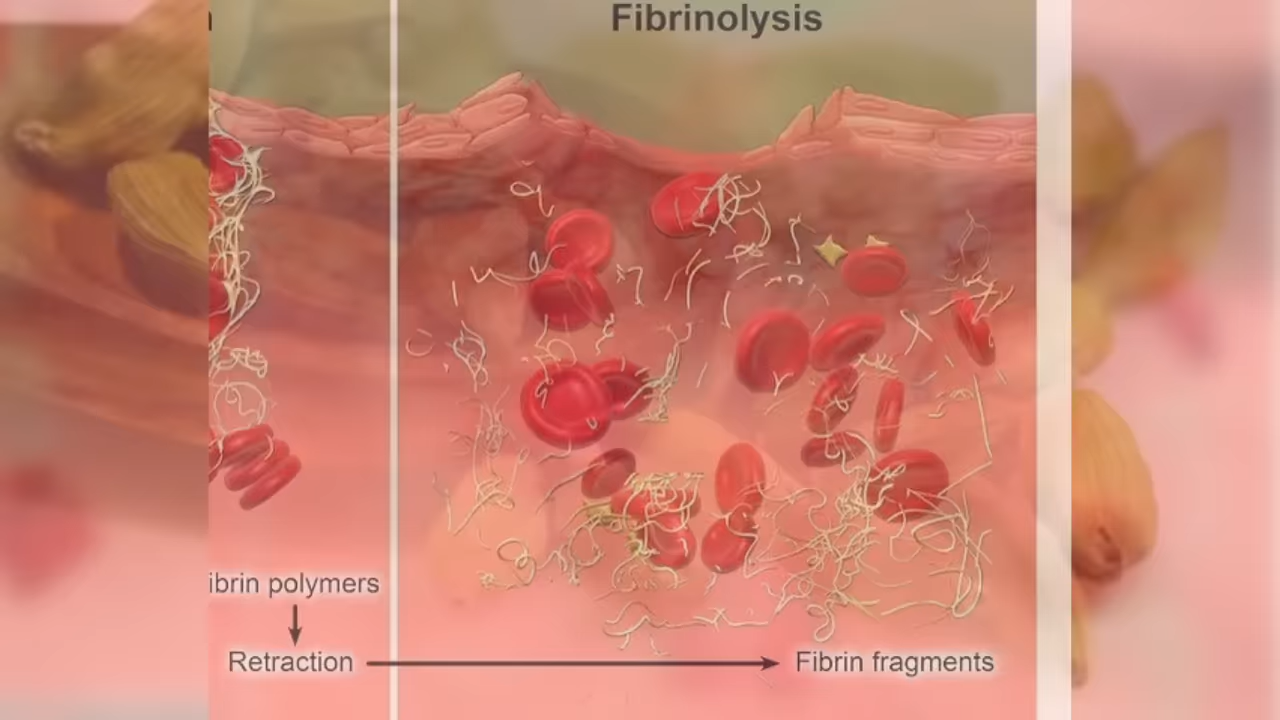 Fibrinolysis
ibrin polymers
Retraction
Fibrin fragments